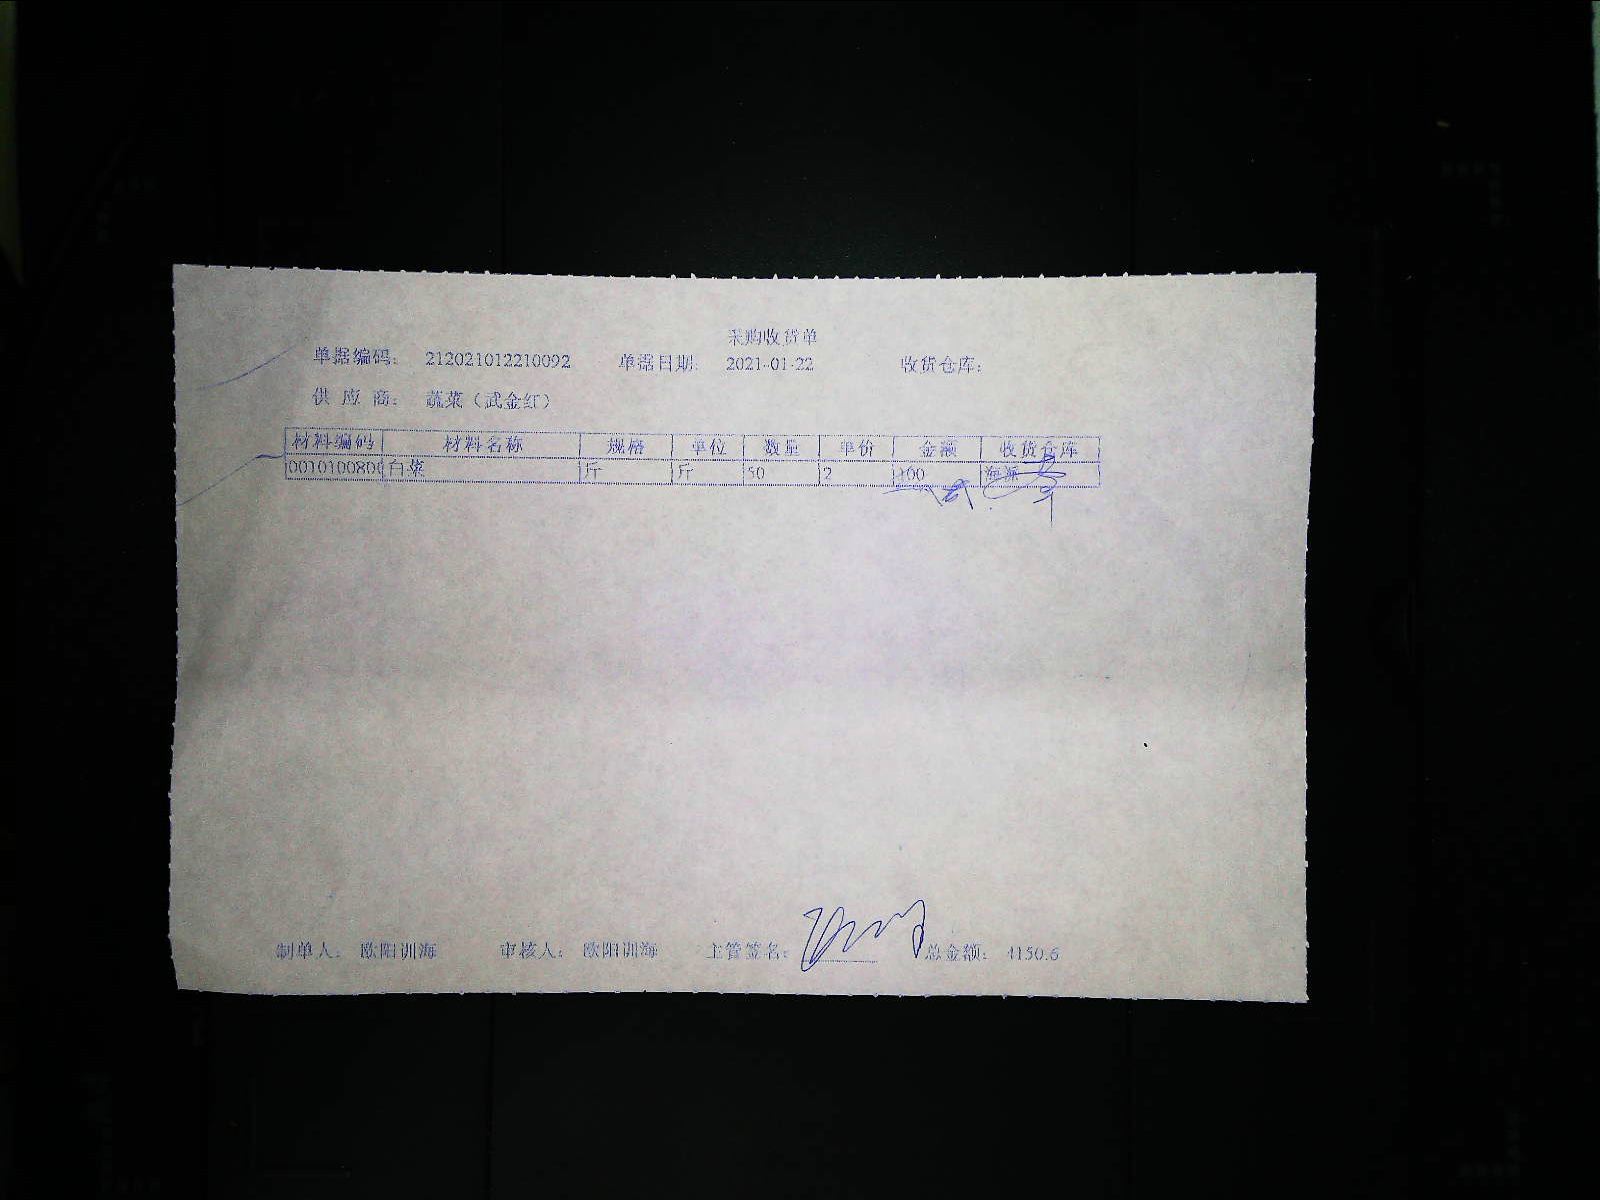 采购收货单
单据编码: 212021012210092 单据日期: 2021-01-22 收货仓库:
供 应 商: 蔬菜（武金红）
材料编码 材料名称 规格 单位 数量 单价 金额 收货仓库
0010100800 白菜 斤 斤 50 2 100 海派
制单人: 欧阳训海 审核人: 欧阳训海 主管签名: 总金额: 4150.6